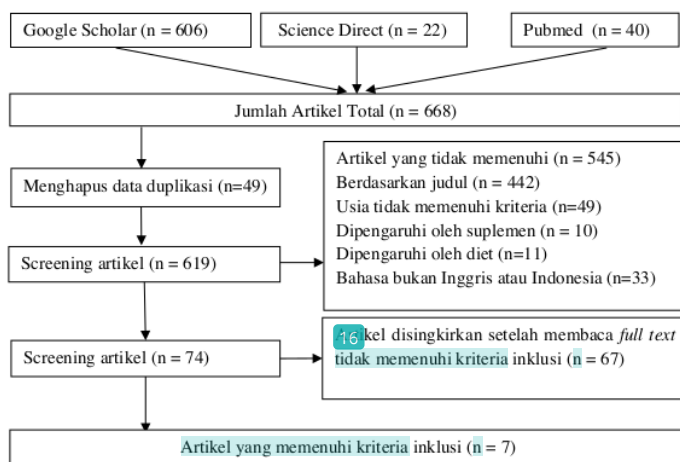 Google Scholar (n = 606)
Science Direct (n = 22)
Pubmed (n = 40)
Jumlah Artikel Total (n = 668)
Menghapus data duplikasi (n=49)
Artikel yang tidak memenuhi (n = 545)
Berdasarkan judul (n = 442)
Usia tidak memenuhi kriteria (n=49)
Dipengaruhi oleh suplemen (n = 10)
Dipengaruhi oleh diet (n=11)
Bahasa bukan Inggris atau Indonesia (n=33)
Screening artikel (n = 619)
16
kel disingkirkan setelah membaca full text
tidak memenuhi kriteria inklusi (n = 67)
Screening artikel (n = 74)
Artikel yang memenuhi kriteria inklusi (n = 7)